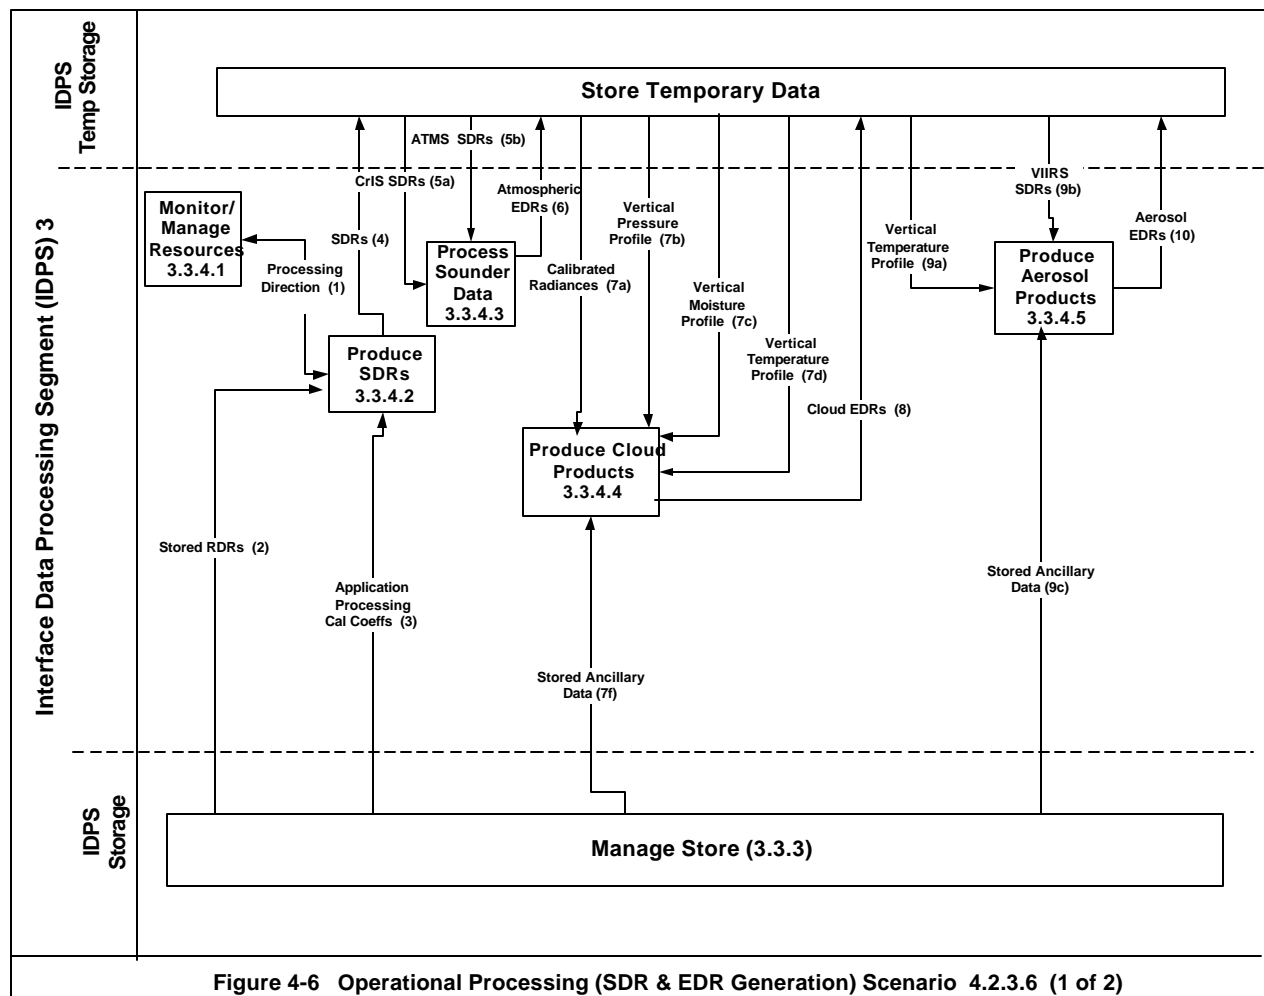 IDPS
Temp Storage
Interface Data Processing Segment (IDPS) 3
IDPS
Storage
Store Temporary Data
ATMS SDRs (5b)
CrIS SDRs (5a)
Atmospheric
EDRs (6)
SDRs (4)
Monitor/
Manage
Resources
3.3.4.1
Processing
Direction (1)
Process
Sounder
Data
3.3.4.3
Produce
SDRs
3.3.4.2
Calibrated
Radiances (7a)
Vertical
Pressure
Profile (7b)
Vertical
Moisture
Profile (7c)
Vertical
Temperature
Profile (7d)
Cloud EDRs (8)
Vertical
Temperature
Profile (9a)
VIIRS
SDRs (9b)
Aerosol
EDRs (10)
Produce
Aerosol
Products
3.3.4.5
Produce Cloud
Products
3.3.4.4
Stored RDRs (2)
Application
Processing
Cal Coeffs (3)
Stored Ancillary
Data (7f)
Stored Ancillary
Data (9c)
Manage Store (3.3.3)
Figure 4-6 Operational Processing (SDR & EDR Generation) Scenario 4.2.3.6 (1 of 2)